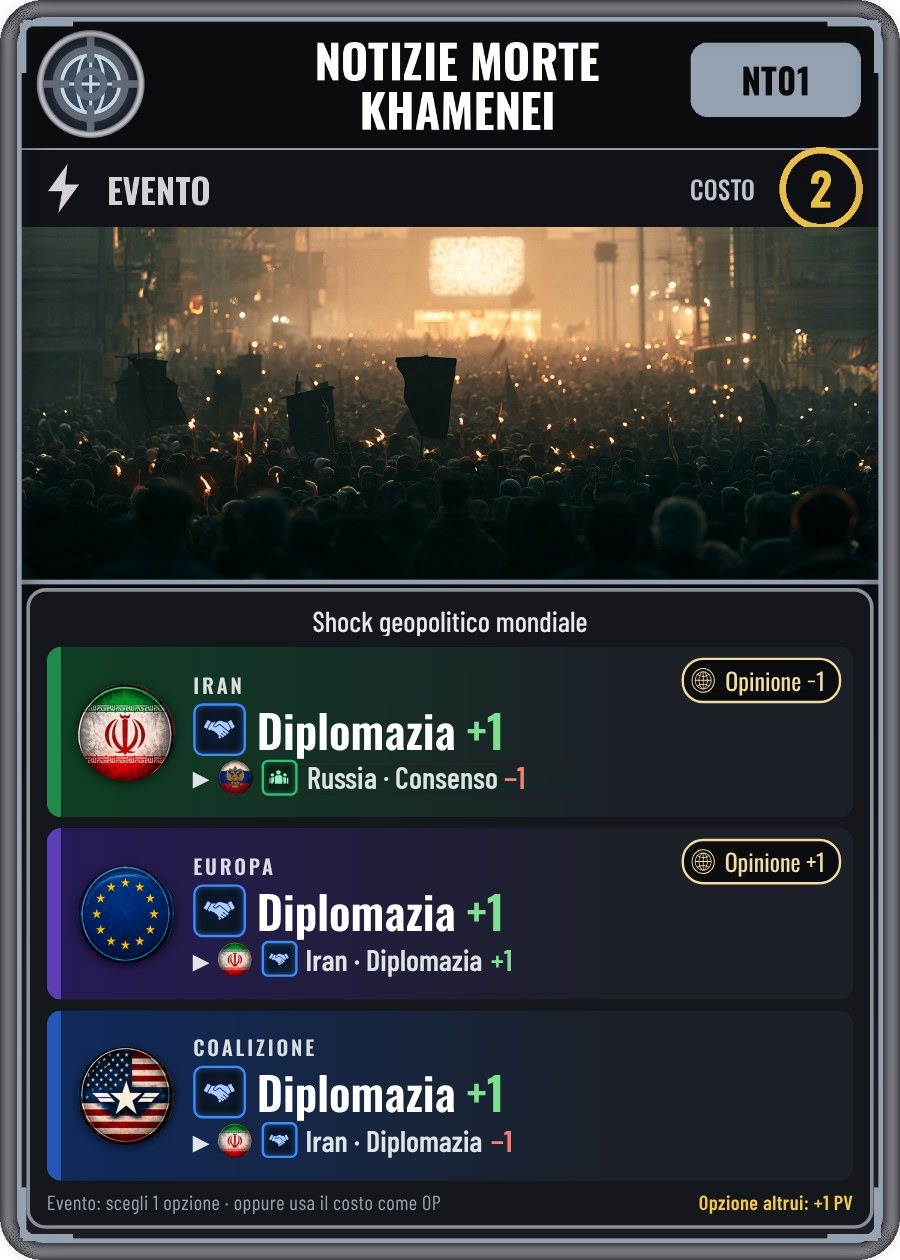 NOTIZIE MORTE
KHAMENEI
NT01
EVENTO
COSTO
2
Shock geopolitico mondiale
IRAN
Opinione −1
Diplomazia +1
▶ Russia · Consenso −1
EUROPA
Opinione +1
Diplomazia +1
▶ Iran · Diplomazia +1
COALIZIONE
Diplomazia +1
▶ Iran · Diplomazia −1
Evento: scegli 1 opzione · oppure usa il costo come OP
Opzione altrui: +1 PV